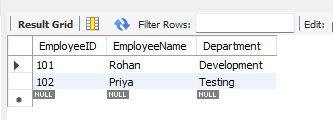 Result Grid Filter Rows: Edit:
EmployeeID EmployeeName Department
101 Rohan Development
102 Priya Testing
NULL NULL NULL